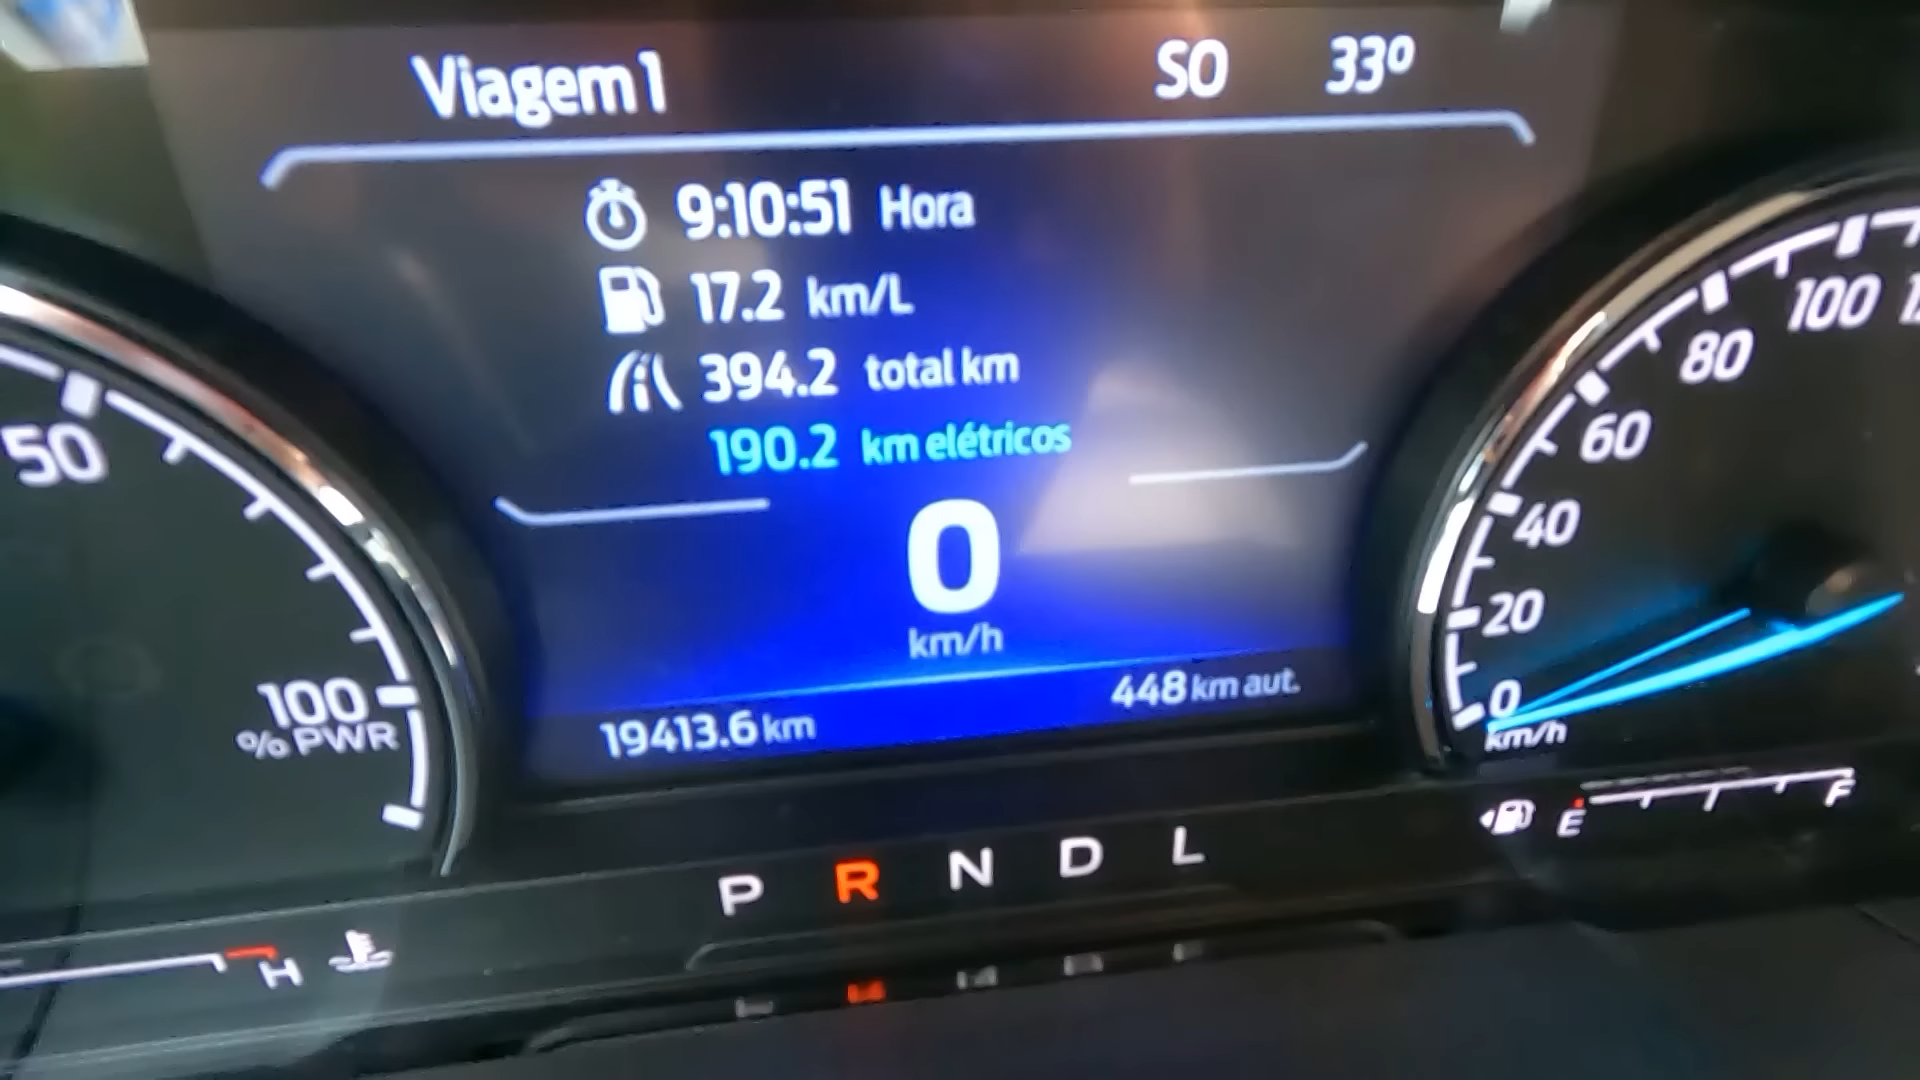 Viagem 1 SO 33º
9:10:51 Hora
17.2 km/L
394.2 total km
190.2 km elétricos
0
km/h
19413.6 km 448 km aut.
50
100
% PWR
H
P R N D L
0
20
40
60
80
100
km/h
E F